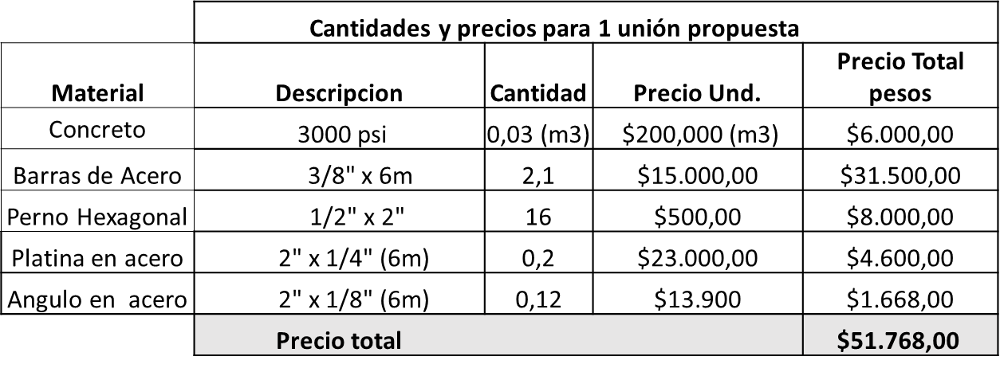 Cantidades y precios para 1 unión propuesta
Material Descripcion Cantidad Precio Und. Precio Total pesos
Concreto 3000 psi 0,03 (m3) $200,000 (m3) $6.000,00
Barras de Acero 3/8" x 6m 2,1 $15.000,00 $31.500,00
Perno Hexagonal 1/2" x 2" 16 $500,00 $8.000,00
Platina en acero 2" x 1/4" (6m) 0,2 $23.000,00 $4.600,00
Angulo en acero 2" x 1/8" (6m) 0,12 $13.900 $1.668,00
Precio total $51.768,00